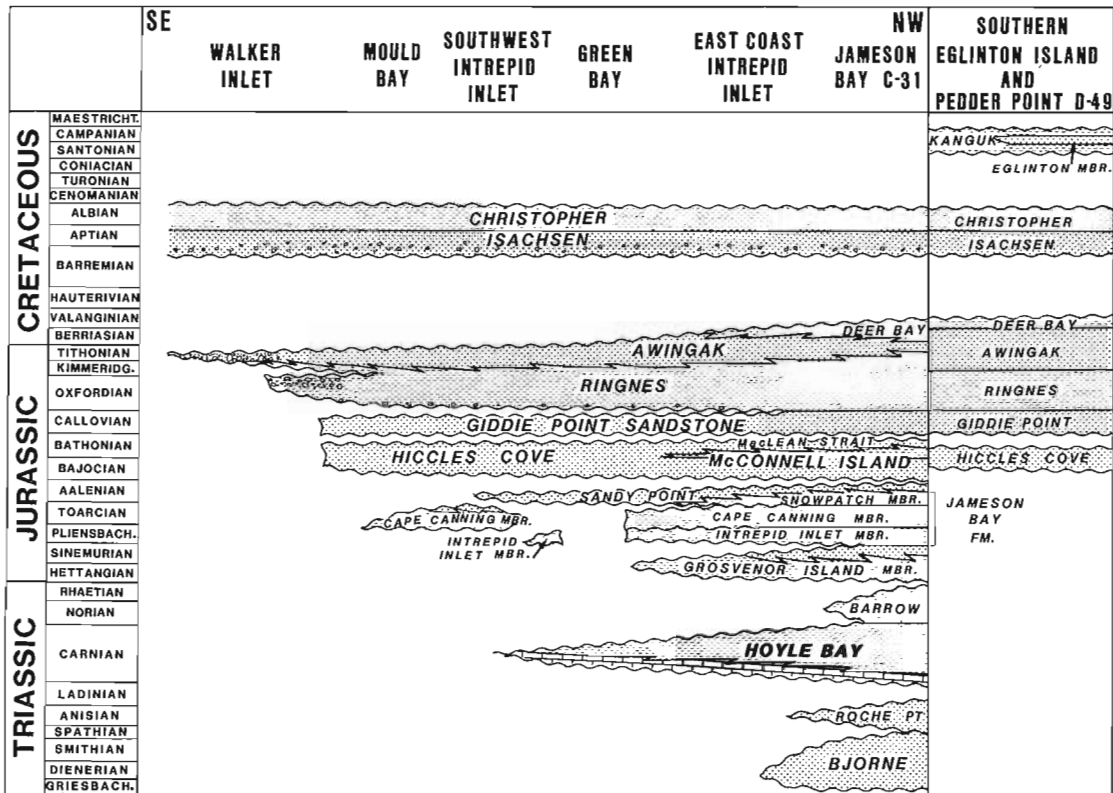 SE
NW
WALKER
INLET
MOULD
BAY
SOUTHWEST
INTREPID
INLET
GREEN
BAY
EAST COAST
INTREPID
INLET
JAMESON
BAY C-31
SOUTHERN
EGLINTON ISLAND
AND
PEDDER POINT D-49
CRETACEOUS
MAESTRICHT.
CAMPANIAN
SANTONIAN
CONIACIAN
TURONIAN
CENOMANIAN
ALBIAN
APTIAN
BARREMIAN
HAUTERIVIAN
VALANGINIAN
BERRIASIAN
JURASSIC
TITHONIAN
KIMMERIDG.
OXFORDIAN
CALLOVIAN
BATHONIAN
BAJOCIAN
AALENIAN
TOARCIAN
PLIENSBACH.
SINEMURIAN
HETTANGIAN
TRIASSIC
RHAETIAN
NORIAN
CARNIAN
LADINIAN
ANISIAN
SPATHIAN
SMITHIAN
DIENERIAN
GRIESBACH.
KANGUK
EGLINTON MBR.
CHRISTOPHER
CHRISTOPHER
ISACHSEN
ISACHSEN
DEER BAY
DEER BAY
AWINGAK
AWINGAK
RINGNES
RINGNES
GIDDIE POINT SANDSTONE
GIDDIE POINT
MacLEAN STRAIT
HICCLES COVE
McCONNELL ISLAND
HICCLES COVE
SANDY POINT
SNOWPATCH MBR.
CAPE CANNING MBR.
CAPE CANNING MBR.
INTREPID
INLET MBR.
INTREPID INLET MBR.
JAMESON
BAY
FM.
GROSVENOR ISLAND MBR.
BARROW
HOYLE BAY
ROCHE PT
BJORNE